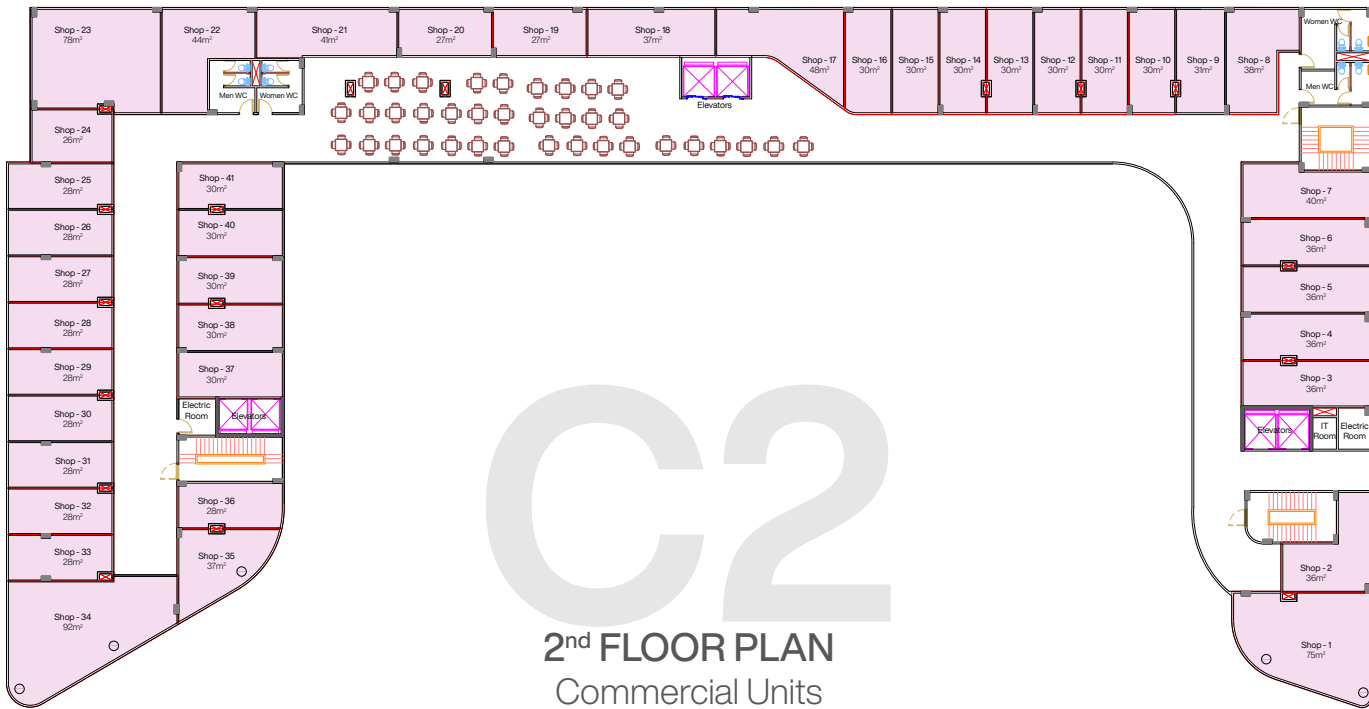 Shop - 23
78m²
Shop - 22
44m²
Shop - 21
41m²
Shop - 20
27m²
Shop - 19
27m²
Shop - 18
37m²
Shop - 17
48m²
Shop - 16
30m²
Shop - 15
30m²
Shop - 14
30m²
Shop - 13
30m²
Shop - 12
30m²
Shop - 11
30m²
Shop - 10
30m²
Shop - 9
31m²
Shop - 8
38m²
Women WC
Men WC
Men WC
Women WC
Elevators
Shop - 24
26m²
Shop - 25
28m²
Shop - 26
28m²
Shop - 27
28m²
Shop - 28
28m²
Shop - 29
28m²
Shop - 30
28m²
Shop - 31
28m²
Shop - 32
28m²
Shop - 33
28m²
Shop - 34
92m²
Shop - 41
30m²
Shop - 40
30m²
Shop - 39
30m²
Shop - 38
30m²
Shop - 37
30m²
Electric
Room
Elevators
Shop - 36
28m²
Shop - 35
37m²
Shop - 7
40m²
Shop - 6
36m²
Shop - 5
36m²
Shop - 4
36m²
Shop - 3
36m²
Elevators
IT
Room
Electric
Room
Shop - 2
36m²
Shop - 1
75m²
C2
2nd FLOOR PLAN
Commercial Units